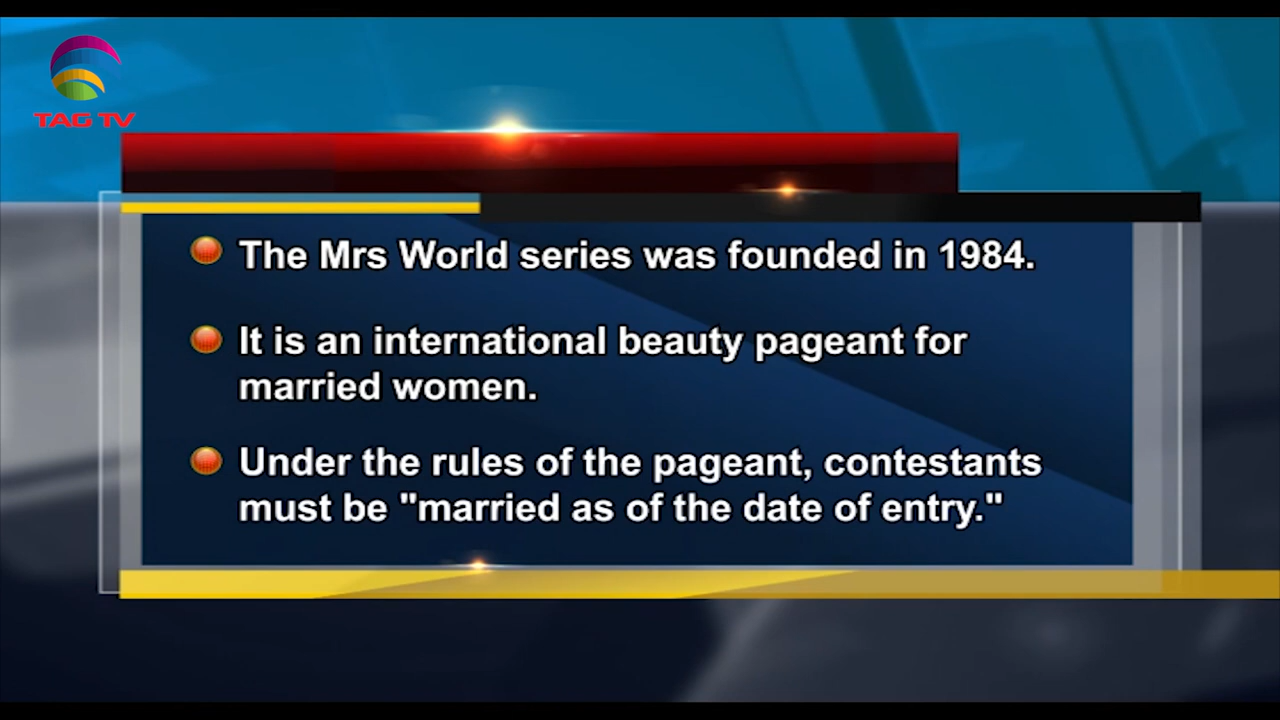 TAG TV
The Mrs World series was founded in 1984.
It is an international beauty pageant for
married women.
Under the rules of the pageant, contestants
must be "married as of the date of entry."